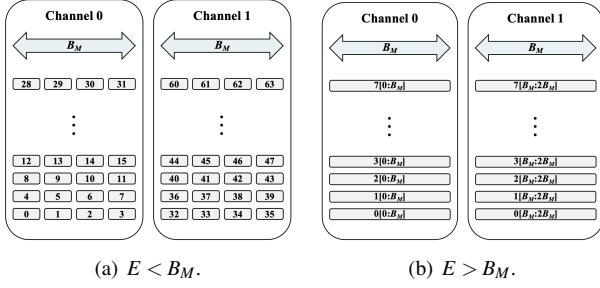 Channel 0 Channel 1 Channel 0 Channel 1
B_M B_M B_M B_M
28 29 30 31 60 61 62 63 7[0:B_M] 7[B_M:2B_M]
12 13 14 15 44 45 46 47 3[0:B_M] 3[B_M:2B_M]
8 9 10 11 40 41 42 43 2[0:B_M] 2[B_M:2B_M]
4 5 6 7 36 37 38 39 1[0:B_M] 1[B_M:2B_M]
0 1 2 3 32 33 34 35 0[0:B_M] 0[B_M:2B_M]
(a) E < B_M. (b) E > B_M.